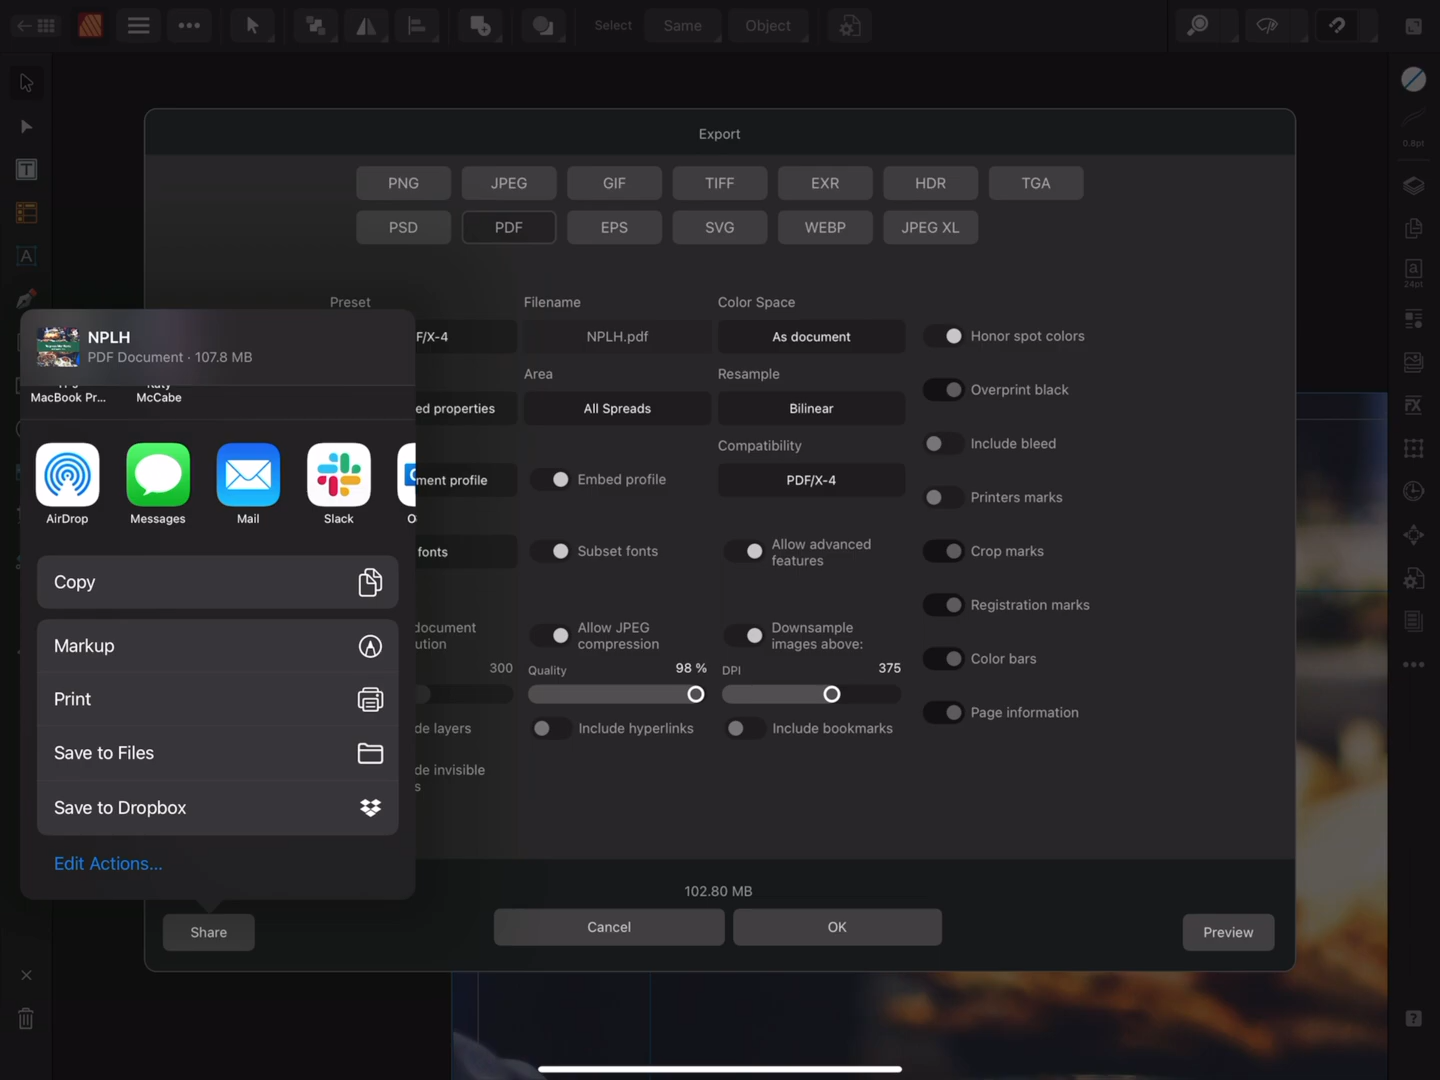 Select
Same
Object
Export
PNG
JPEG
GIF
TIFF
EXR
HDR
TGA
PSD
PDF
EPS
SVG
WEBP
JPEG XL
0.8pt
a
24pt
FX
T
A
Preset
Filename
Color Space
F/X-4
NPLH.pdf
As document
Honor spot colors
NPLH
PDF Document · 107.8 MB
Area
Resample
Overprint black
MacBook Pr...
McCabe
ed properties
All Spreads
Bilinear
Include bleed
Compatibility
ment profile
Embed profile
PDF/X-4
Printers marks
AirDrop
Messages
Mail
Slack
fonts
Subset fonts
Allow advanced
features
Crop marks
Copy
Registration marks
Markup
document
ution
Allow JPEG
compression
Downsample
images above:
Color bars
300
Quality
98 %
DPI
375
Print
Page information
de layers
Include hyperlinks
Include bookmarks
Save to Files
de invisible
s
Save to Dropbox
Edit Actions...
102.80 MB
Share
Cancel
OK
Preview
?